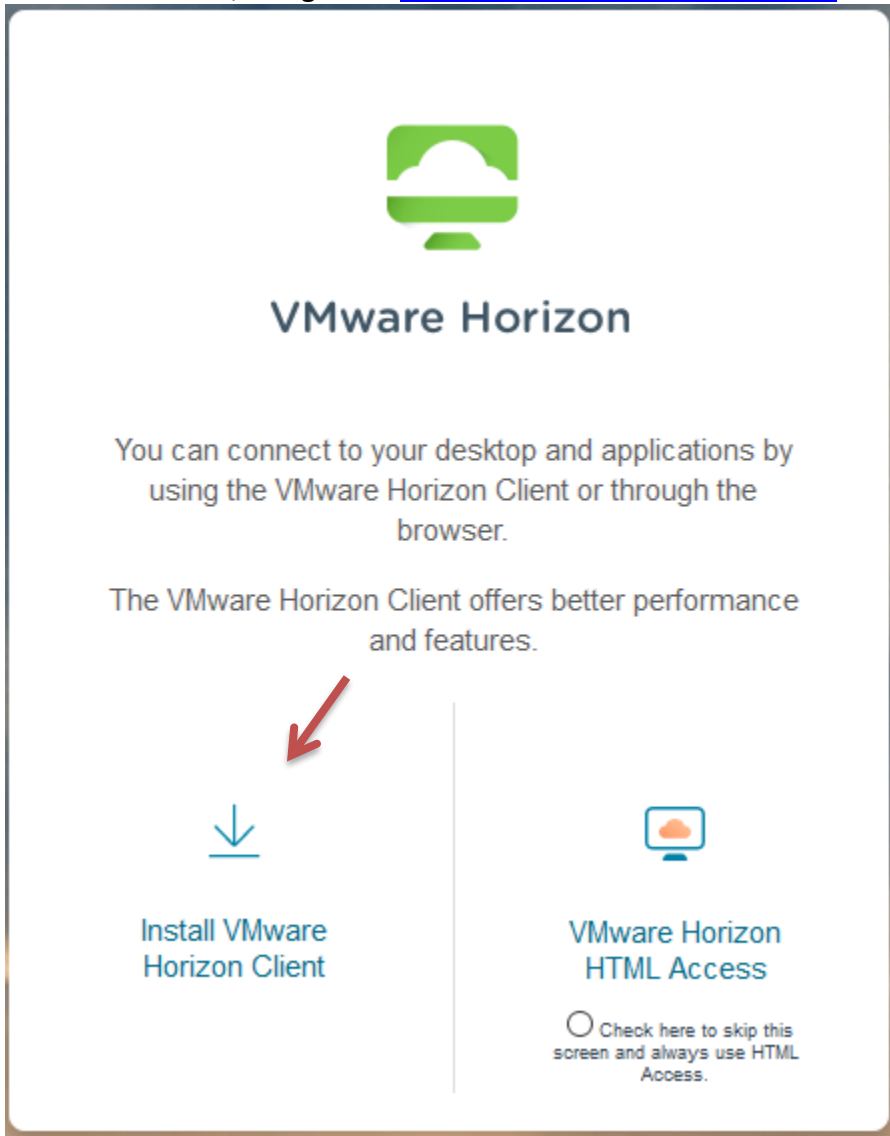 VMware Horizon
You can connect to your desktop and applications by
using the VMware Horizon Client or through the
browser.
The VMware Horizon Client offers better performance
and features.
Install VMware
Horizon Client
VMware Horizon
HTML Access
Check here to skip this
screen and always use HTML
Access.